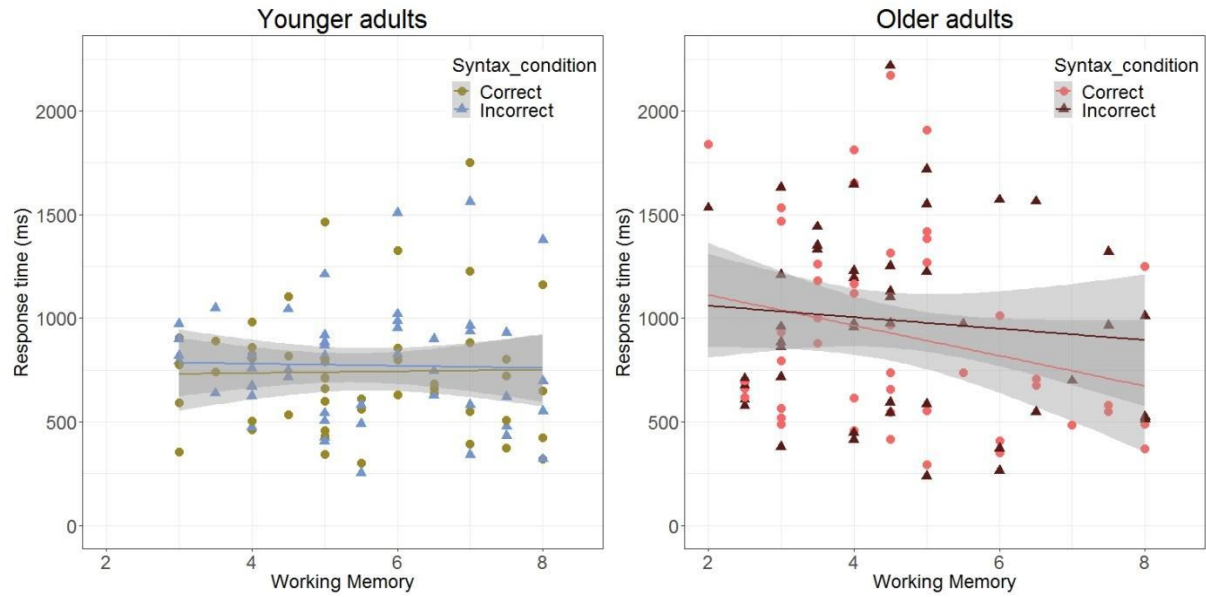 Younger adults
Syntax_condition
Correct
Incorrect
2000
1500
1000
500
0
Response time (ms)
2 4 6 8
Working Memory
Older adults
Syntax_condition
Correct
Incorrect
2000
1500
1000
500
0
Response time (ms)
2 4 6 8
Working Memory